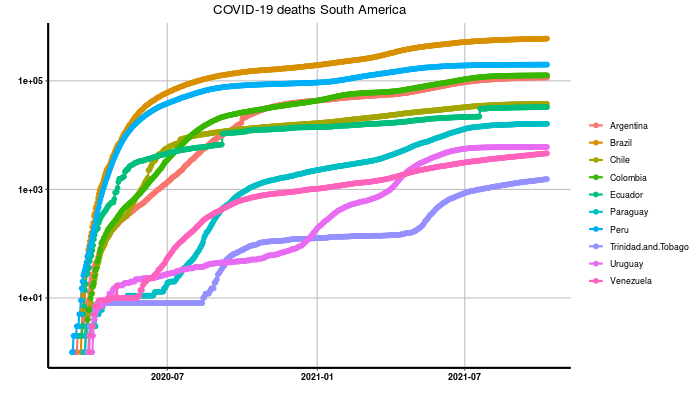 COVID-19 deaths South America
1e+05
1e+03
1e+01
2020-07
2021-01
2021-07
Argentina
Brazil
Chile
Colombia
Ecuador
Paraguay
Peru
Trinidad.and.Tobago
Uruguay
Venezuela